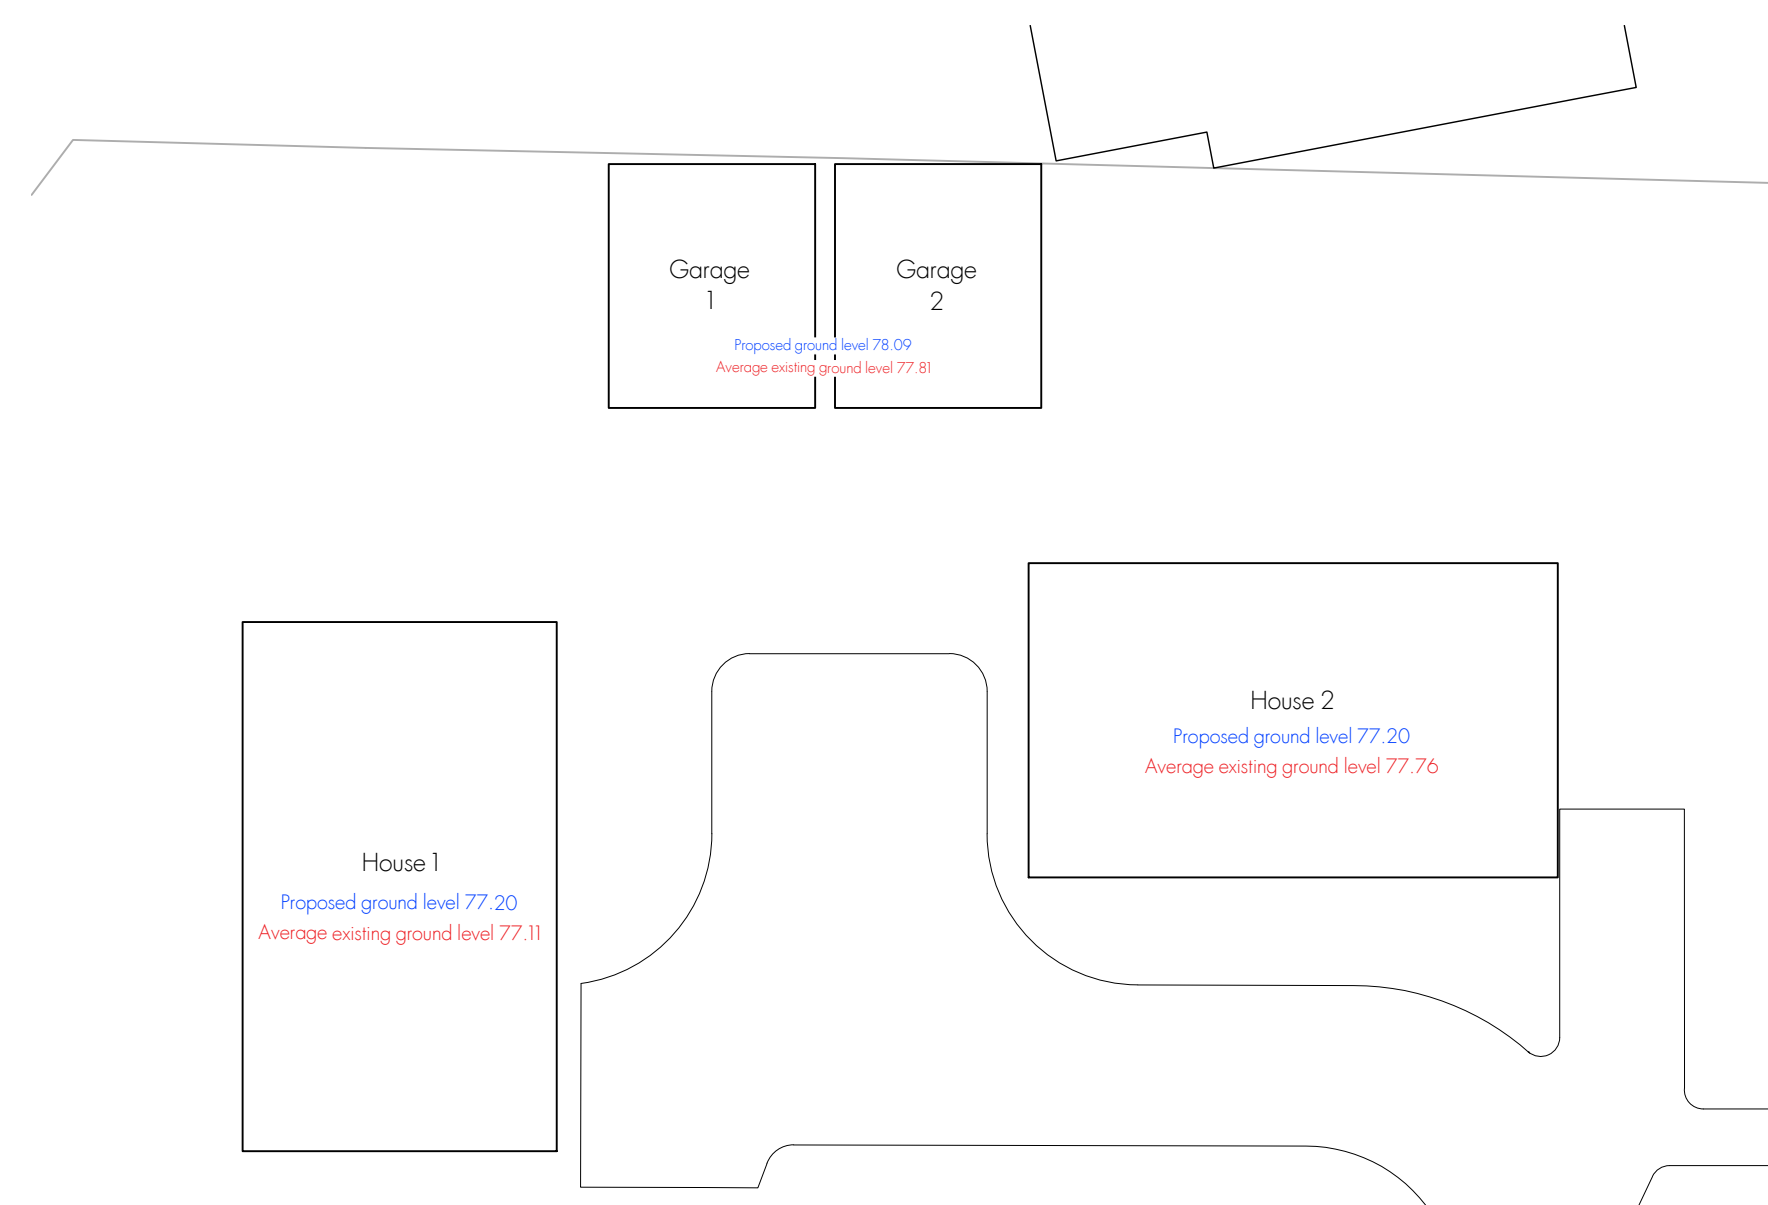 Garage
1
Garage
2
Proposed ground level 78.09
Average existing ground level 77.81
House 2
Proposed ground level 77.20
Average existing ground level 77.76
House 1
Proposed ground level 77.20
Average existing ground level 77.11